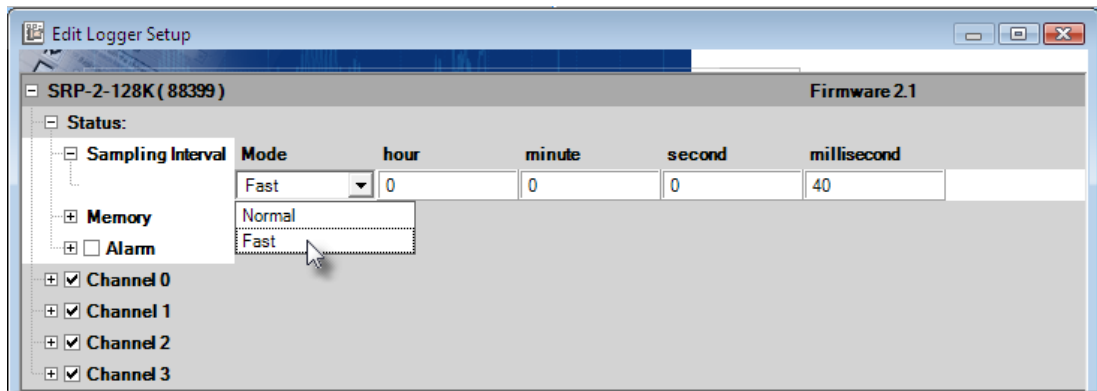 Edit Logger Setup
SRP-2-128K ( 88399 ) Firmware 2.1
Status:
Sampling Interval Mode hour minute second millisecond
Fast 0 0 0 40
Memory Normal
Alarm Fast
Channel 0
Channel 1
Channel 2
Channel 3